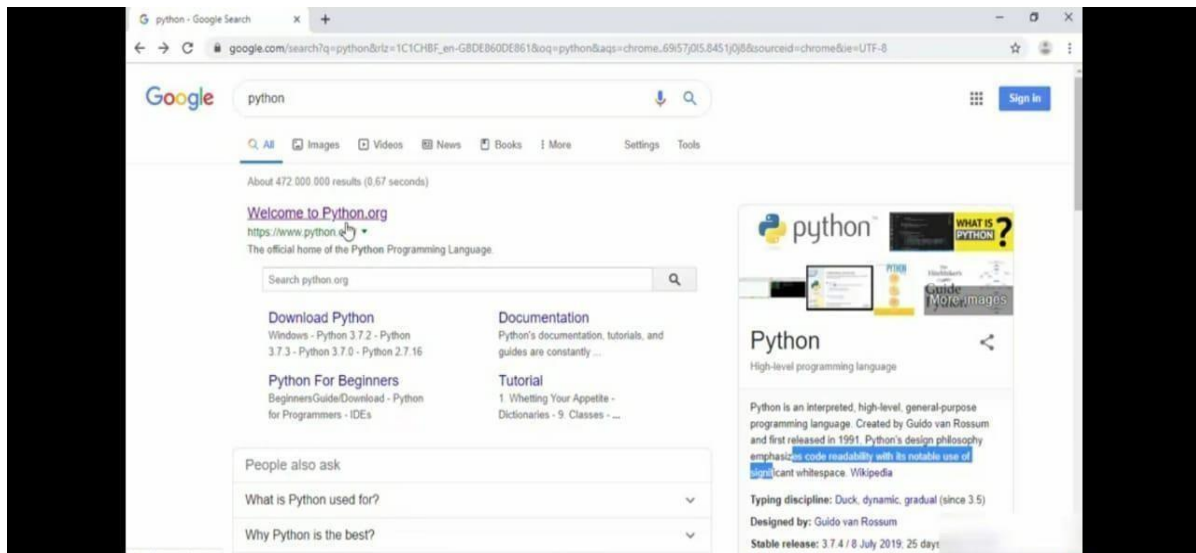 python - Google Search
google.com/search?q=python&rlz=1C1CHBF_en-GBDE860DE861&oq=python&aqs=chrome..69i57j0l5.8451j0j8&sourceid=chrome&ie=UTF-8
Google
python
Sign in
All Images Videos News Books More Settings Tools
About 472.000.000 results (0,67 seconds)
Welcome to Python.org
https://www.python.
The official home of the Python Programming Language.
Search python.org
Download Python
Windows - Python 3.7.2 - Python
3.7.3 - Python 3.7.0 - Python 2.7.16
Documentation
Python's documentation, tutorials, and
guides are constantly ...
Python For Beginners
BeginnersGuide/Download - Python
for Programmers - IDEs
Tutorial
1. Whetting Your Appetite -
Dictionaries - 9. Classes - ...
People also ask
What is Python used for?
Why Python is the best?
python
WHAT IS
PYTHON ?
More images
Python
High-level programming language
Python is an interpreted, high-level, general-purpose
programming language. Created by Guido van Rossum
and first released in 1991, Python's design philosophy
emphasizes code readability with its notable use of
significant whitespace. Wikipedia
Typing discipline: Duck, dynamic, gradual (since 3.5)
Designed by: Guido van Rossum
Stable release: 3.7.4 / 8 July 2019; 25 days